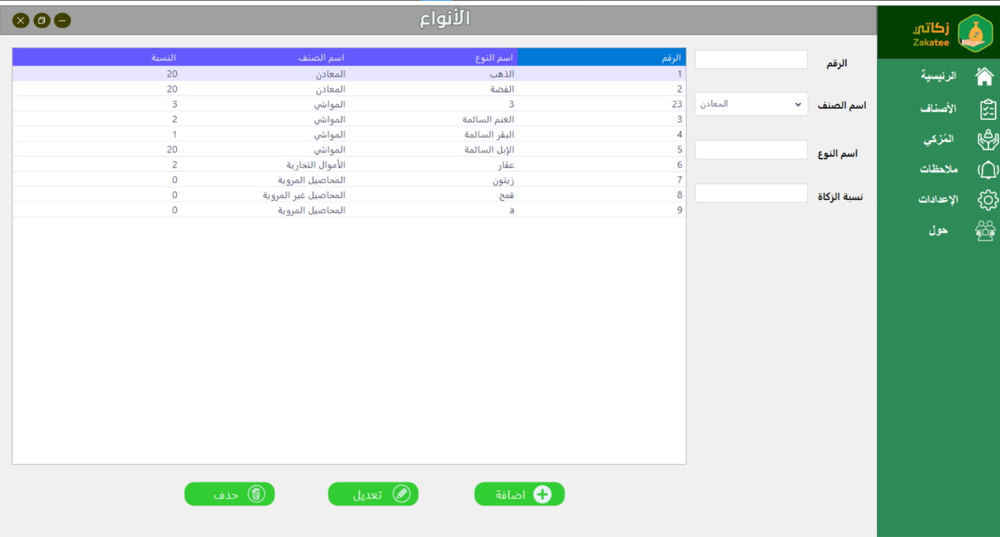 الأنواع
زكاتي
Zakatee
الرئيسية
الأصناف
المُزكي
ملاحظات
الإعدادات
حول
الرقم
اسم الصنف المعادن
اسم النوع
نسبة الزكاة
الرقم اسم النوع اسم الصنف النسبة
1 الذهب المعادن 20
2 الفضة المعادن 20
23 3 المواشي 3
3 الغنم السائمة المواشي 2
4 البقر السائمة المواشي 1
5 الإبل السائمة المواشي 20
6 عقار الأموال التجارية 2
7 زيتون المحاصيل المروية 0
8 قمح المحاصيل غير المروية 0
9 a المحاصيل المروية 0
اضافة تعديل حذف